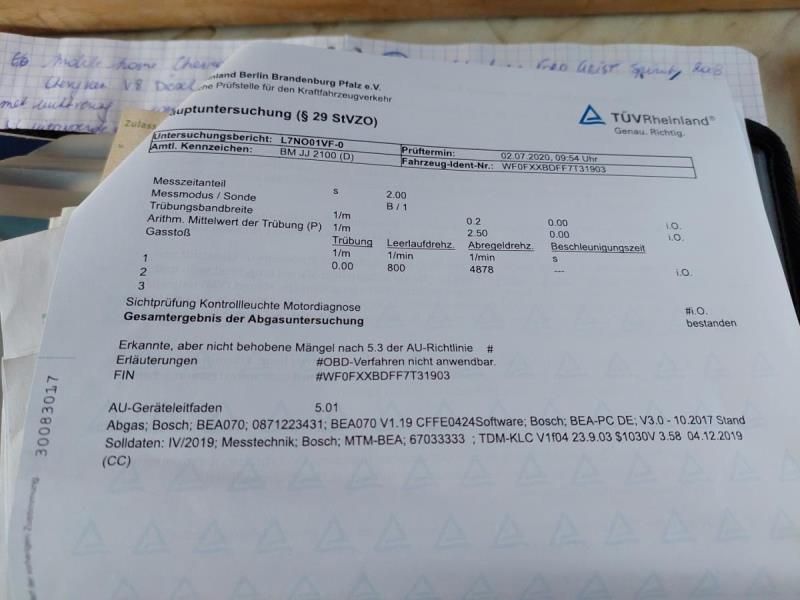 Mobile home
V8
nland Berlin Brandenburg Pfalz e.V.
he Prüfstelle für den Kraftfahrzeugverkehr
auptuntersuchung (§ 29 StVZO)
TÜVRheinland®
Genau. Richtig.
Zulass
Untersuchungsbericht: L7NO01VF-0
Prüftermin: 02.07.2020, 09:54 Uhr
Amtl. Kennzeichen: BM JJ 2100 (D)
Fahrzeug-Ident-Nr.: WF0FXXBDFF7T31903
Messzeitanteil s 2.00
Messmodus / Sonde B / 1
Trübungsbandbreite 1/m 0.2 0.00 i.O.
Arithm. Mittelwert der Trübung (P) 1/m 2.50 0.00 i.O.
Gasstoß Trübung Leerlaufdrehz. Abregeldrehz. Beschleunigungszeit
1/m 1/min 1/min s
1 0.00 800 4878 --- i.O.
2
3
Sichtprüfung Kontrollleuchte Motordiagnose #i.O.
Gesamtergebnis der Abgasuntersuchung bestanden
Erkannte, aber nicht behobene Mängel nach 5.3 der AU-Richtlinie #
Erläuterungen #OBD-Verfahren nicht anwendbar.
FIN #WF0FXXBDFF7T31903
AU-Geräteleitfaden 5.01
Abgas; Bosch; BEA070; 0871223431; BEA070 V1.19 CFFE0424Software; Bosch; BEA-PC DE; V3.0 - 10.2017 Stand
Solldaten: IV/2019; Messtechnik; Bosch; MTM-BEA; 67033333 ; TDM-KLC V1f04 23.9.03 $1030V 3.58 04.12.2019
(CC)
30083017